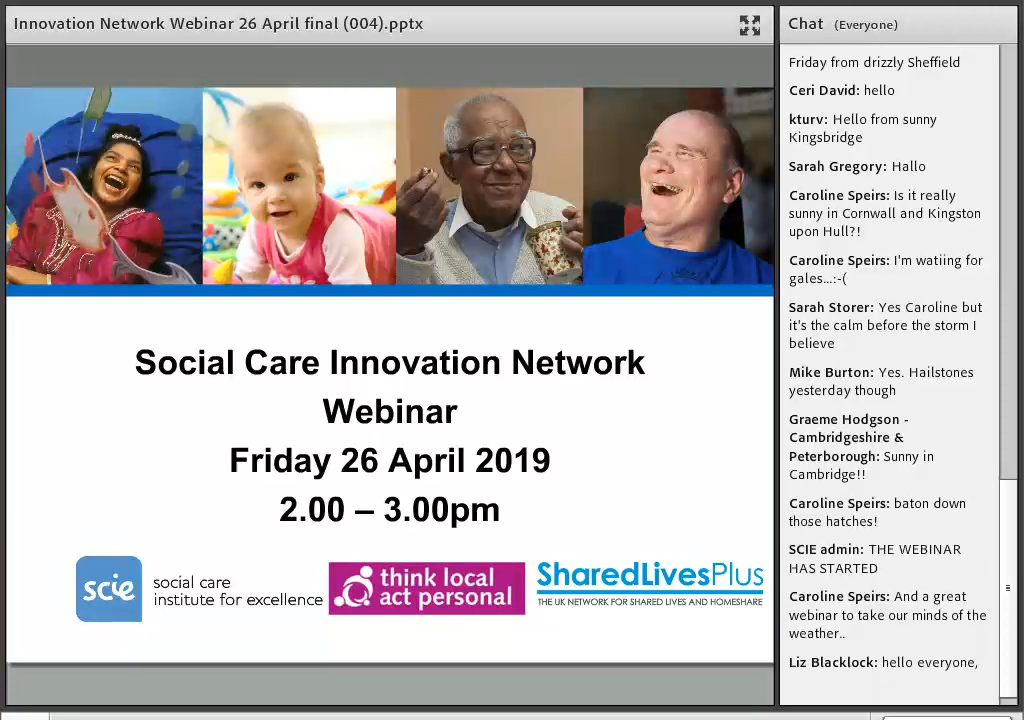 Innovation Network Webinar 26 April final (004).pptx
Social Care Innovation Network
Webinar
Friday 26 April 2019
2.00 – 3.00pm
scie
social care
institute for excellence
think local
act personal
SharedLivesPlus
THE UK NETWORK FOR SHARED LIVES AND HOMESHARE
Chat (Everyone)
Friday from drizzly Sheffield
Ceri David: hello
kturv: Hello from sunny
Kingsbridge
Sarah Gregory: Hallo
Caroline Speirs: Is it really
sunny in Cornwall and Kingston
upon Hull?!
Caroline Speirs: I'm watiing for
gales...:-(
Sarah Storer: Yes Caroline but
it's the calm before the storm I
believe
Mike Burton: Yes. Hailstones
yesterday though
Graeme Hodgson -
Cambridgeshire &
Peterborough: Sunny in
Cambridge!!
Caroline Speirs: baton down
those hatches!
SCIE admin: THE WEBINAR
HAS STARTED
Caroline Speirs: And a great
webinar to take our minds of the
weather..
Liz Blacklock: hello everyone,